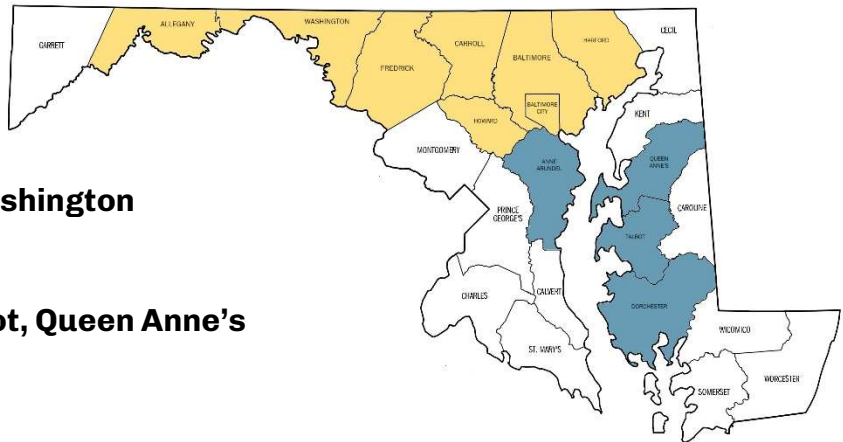 GARRETT
ALLEGANY
WASHINGTON
FREDRICK
CARROLL
BALTIMORE
HARFORD
CECIL
BALTIMORE
CITY
HOWARD
KENT
MONTGOMERY
ANNE
ARUNDEL
QUEEN
ANNE'S
shington
PRINCE
GEORGE'S
CAROLINE
TALBOT
CHARLES
CALVERT
DORCHESTER
ot, Queen Anne’s
ST. MARY'S
WICOMICO
SOMERSET
WORCESTER